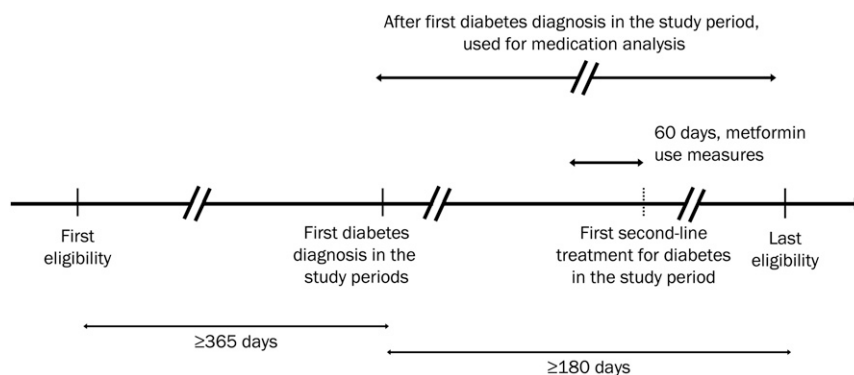 After first diabetes diagnosis in the study period,
used for medication analysis
60 days, metformin
use measures
First
eligibility
First diabetes
diagnosis in the
study periods
First second-line
treatment for diabetes
in the study period
Last
eligibility
≥365 days
≥180 days